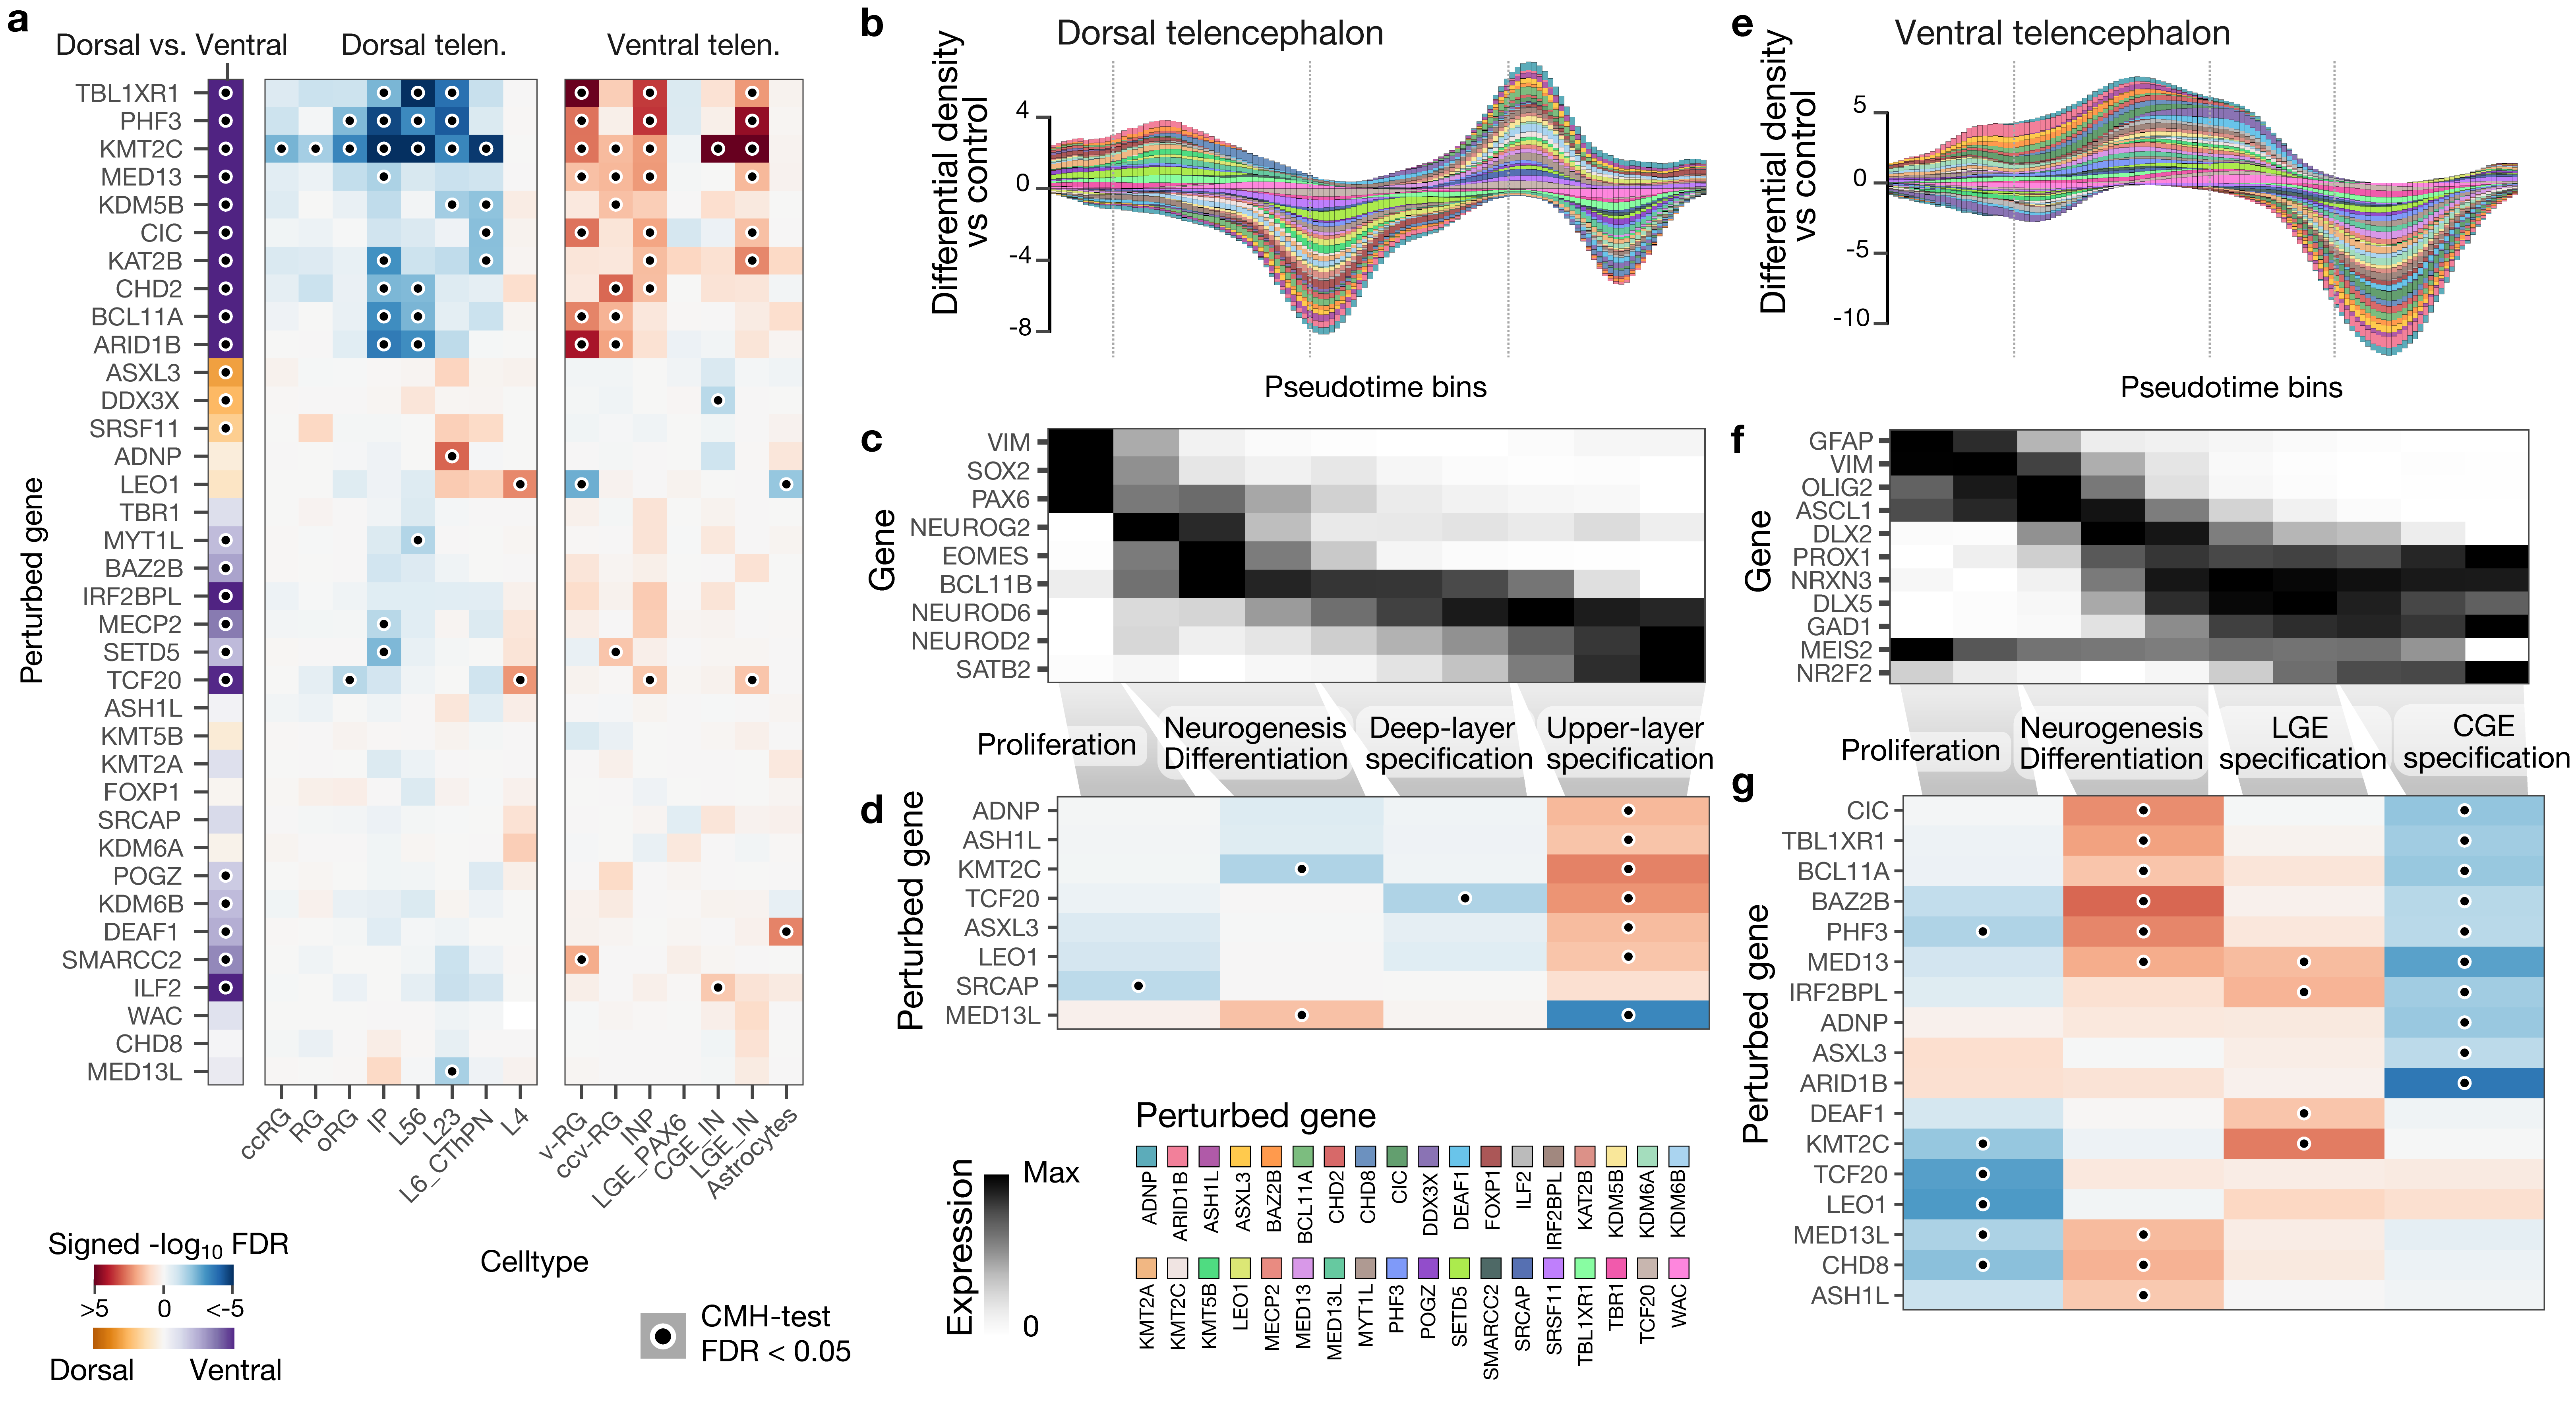 a
Dorsal vs. Ventral
Dorsal telen.
Ventral telen.
Perturbed gene
TBL1XR1
PHF3
KMT2C
MED13
KDM5B
CIC
KAT2B
CHD2
BCL11A
ARID1B
ASXL3
DDX3X
SRSF11
ADNP
LEO1
TBR1
MYT1L
BAZ2B
IRF2BPL
MECP2
SETD5
TCF20
ASH1L
KMT5B
KMT2A
FOXP1
SRCAP
KDM6A
POGZ
KDM6B
DEAF1
SMARCC2
ILF2
WAC
CHD8
MED13L
ccRG
RG
oRG
IP
L56
L23
L6_CThPN
L4
v-RG
ccv-RG
INP
LGE_PAX6
CGE_IN
LGE_IN
Astrocytes
Celltype
Signed -log10 FDR
>5 0 <-5
Dorsal Ventral
CMH-test
FDR < 0.05
b
Dorsal telencephalon
Differential density
vs control
4
0
-4
-8
Pseudotime bins
c
Gene
VIM
SOX2
PAX6
NEUROG2
EOMES
BCL11B
NEUROD6
NEUROD2
SATB2
Proliferation
Neurogenesis
Differentiation
Deep-layer
specification
Upper-layer
specification
d
Perturbed gene
ADNP
ASH1L
KMT2C
TCF20
ASXL3
LEO1
SRCAP
MED13L
Expression
Max
0
Perturbed gene
ADNP
ARID1B
ASH1L
ASXL3
BAZ2B
BCL11A
CHD2
CHD8
CIC
DDX3X
DEAF1
FOXP1
ILF2
IRF2BPL
KAT2B
KDM5B
KDM6A
KDM6B
KMT2A
KMT2C
KMT5B
LEO1
MECP2
MED13
MED13L
MYT1L
PHF3
POGZ
SETD5
SMARCC2
SRCAP
SRSF11
TBL1XR1
TBR1
TCF20
WAC
e
Ventral telencephalon
Differential density
vs control
5
0
-5
-10
Pseudotime bins
f
Gene
GFAP
VIM
OLIG2
ASCL1
DLX2
PROX1
NRXN3
DLX5
GAD1
MEIS2
NR2F2
Proliferation
Neurogenesis
Differentiation
LGE
specification
CGE
specification
g
Perturbed gene
CIC
TBL1XR1
BCL11A
BAZ2B
PHF3
MED13
IRF2BPL
ADNP
ASXL3
ARID1B
DEAF1
KMT2C
TCF20
LEO1
MED13L
CHD8
ASH1L